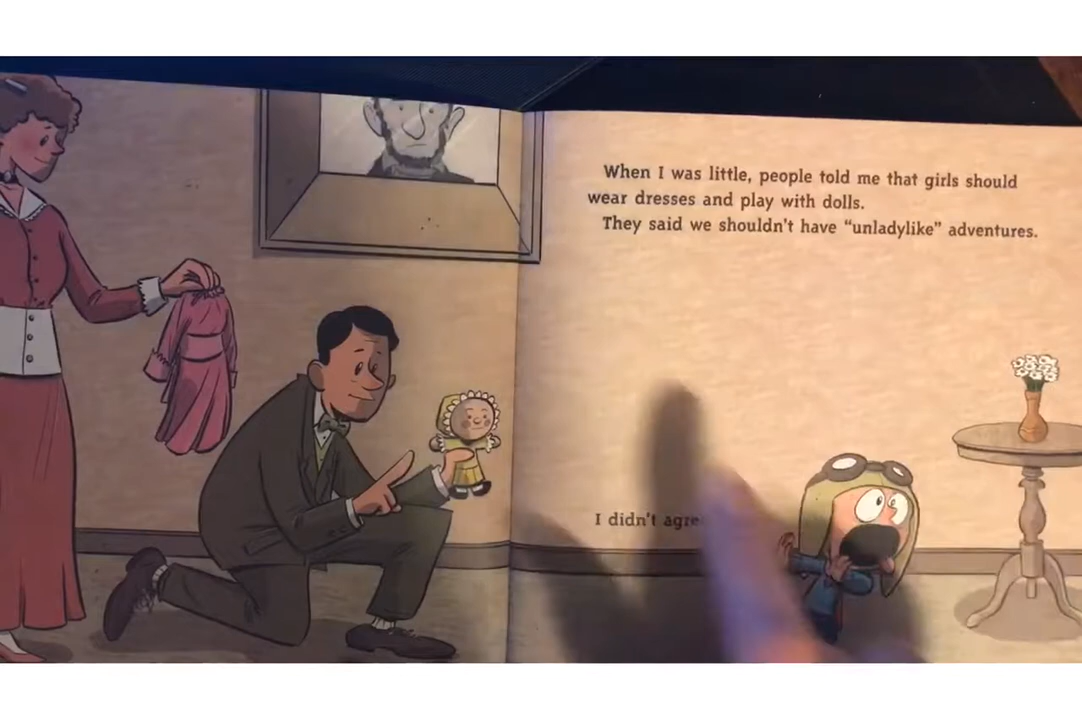 When I was little, people told me that girls should
wear dresses and play with dolls.
They said we shouldn't have "unladylike" adventures.
I didn't